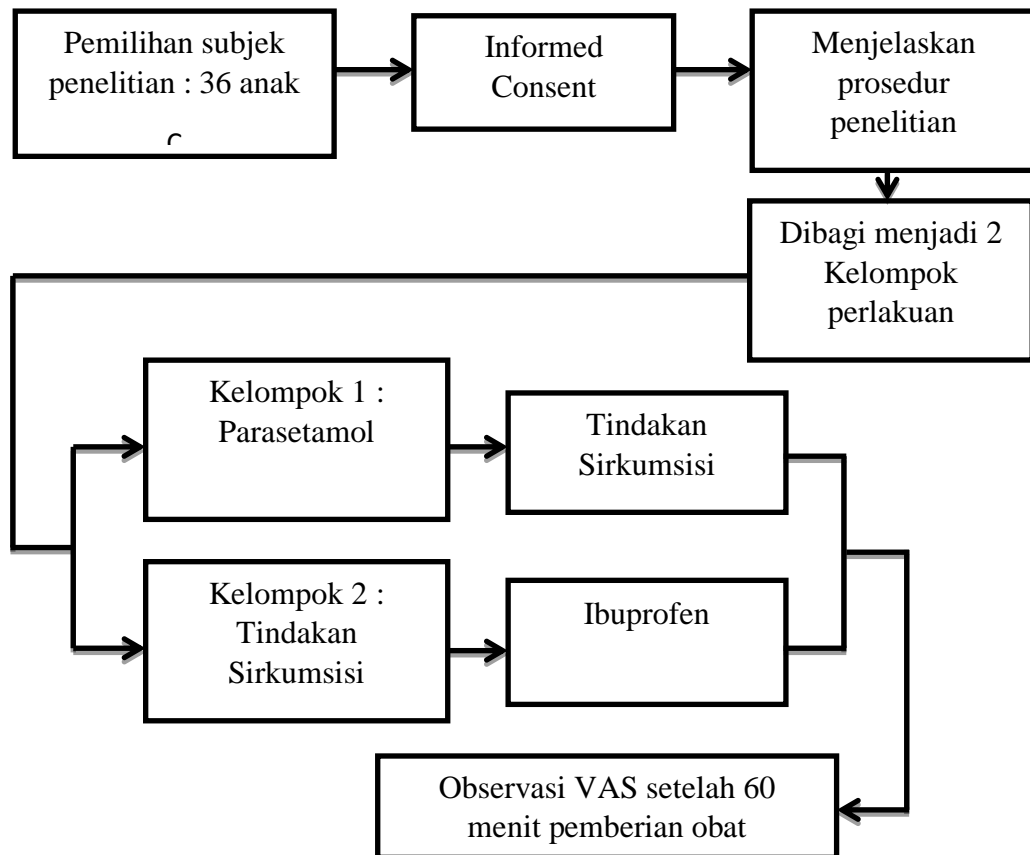 Pemilihan subjek
penelitian : 36 anak
Informed
Consent
Menjelaskan
prosedur
penelitian
Dibagi menjadi 2
Kelompok
perlakuan
Kelompok 1 :
Parasetamol
Tindakan
Sirkumsisi
Kelompok 2 :
Tindakan
Sirkumsisi
Ibuprofen
Observasi VAS setelah 60
menit pemberian obat